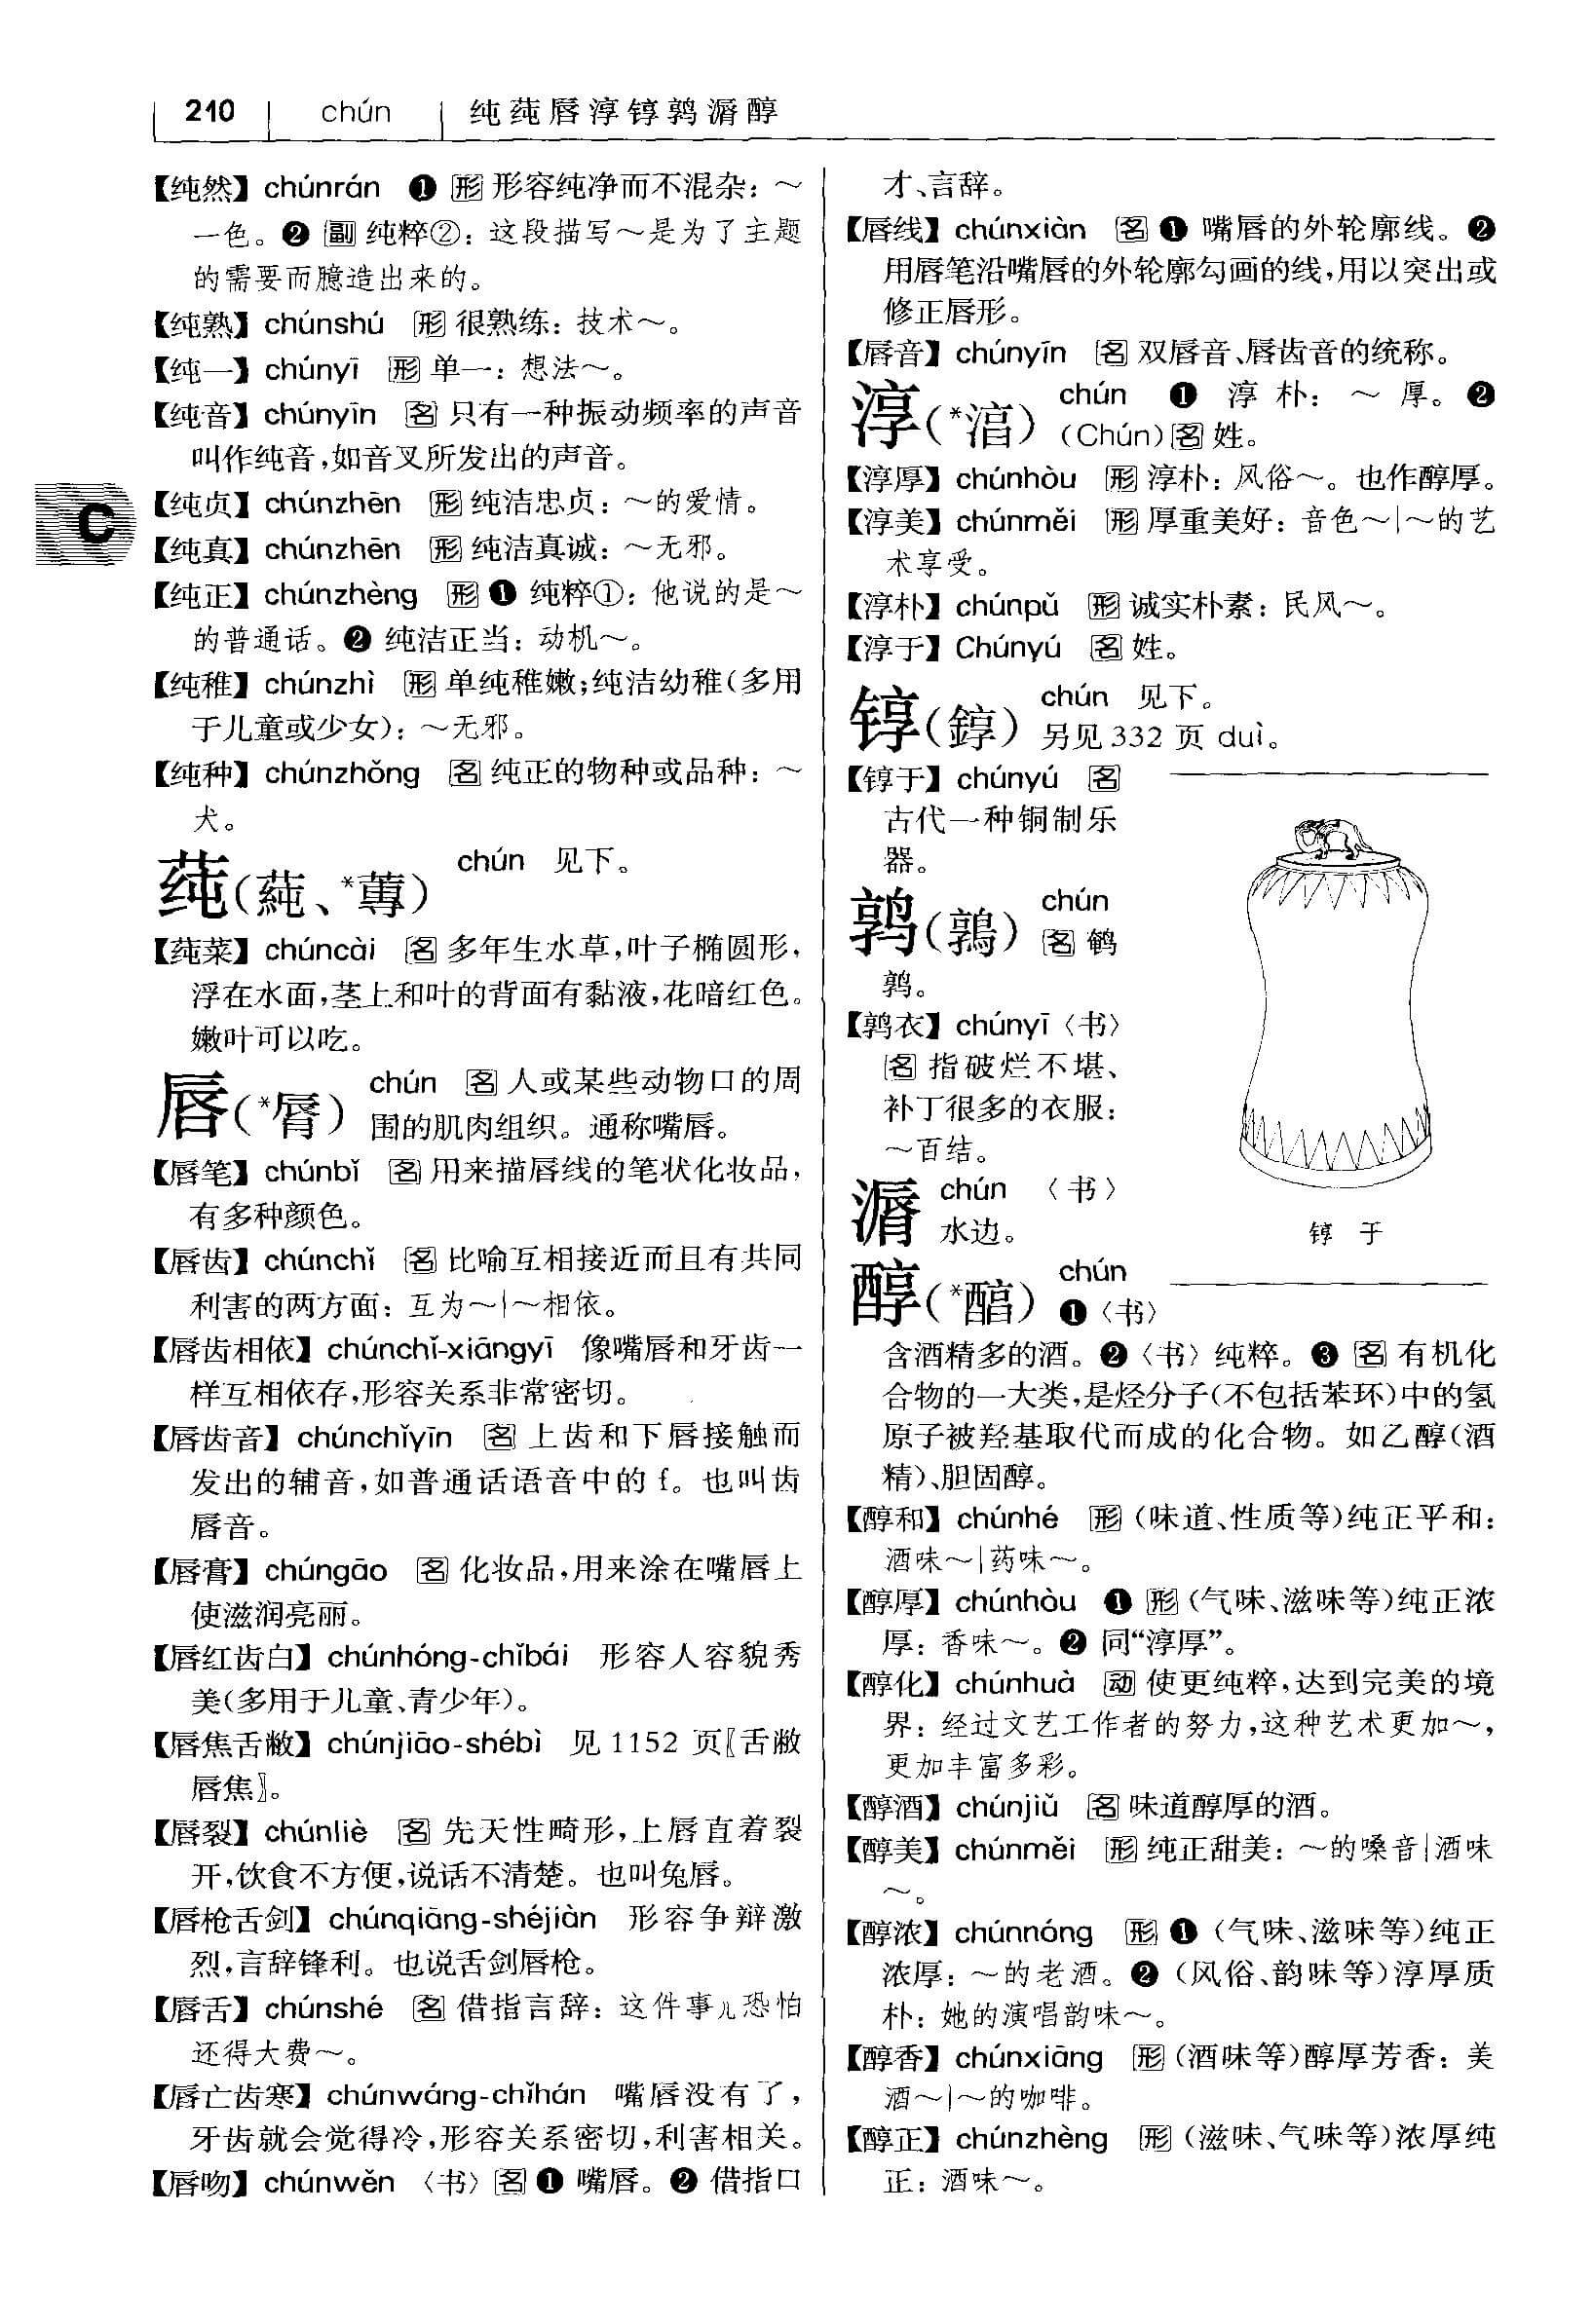 210 chún 纯莼唇淳錞鹑漘醇
【纯然】 chúnrán ❶ 形 形容纯净而不混杂：～
一色。❷ 副 纯粹②：这段描写～是为了主题
的需要而臆造出来的。
【纯熟】 chúnshú 形 很熟练：技术～。
【纯一】 chúnyī 形 单一：想法～。
【纯音】 chúnyīn 名 只有一种振动频率的声音
叫作纯音，如音叉所发出的声音。
C
【纯贞】 chúnzhēn 形 纯洁忠贞：～的爱情。
【纯真】 chúnzhēn 形 纯洁真诚：～无邪。
【纯正】 chúnzhèng 形 ❶ 纯粹①：他说的是～
的普通话。❷ 纯洁正当：动机～。
【纯稚】 chúnzhì 形 单纯稚嫩；纯洁幼稚（多用
于儿童或少女）：～无邪。
【纯种】 chúnzhǒng 名 纯正的物种或品种：～
犬。
莼（蒓、*蓴） chún 见下。
【莼菜】 chúncài 名 多年生水草，叶子椭圆形，
浮在水面，茎上和叶的背面有黏液，花暗红色。
嫩叶可以吃。
唇（*脣） chún 名 人或某些动物口的周
围的肌肉组织。通称嘴唇。
【唇笔】 chúnbǐ 名 用来描唇线的笔状化妆品，
有多种颜色。
【唇齿】 chúnchǐ 名 比喻互相接近而且有共同
利害的两方面：互为～|～相依。
【唇齿相依】 chúnchǐ-xiāngyī 像嘴唇和牙齿一
样互相依存，形容关系非常密切。
【唇齿音】 chúnchǐyīn 名 上齿和下唇接触而
发出的辅音，如普通话语音中的 f。也叫齿
唇音。
【唇膏】 chúngāo 名 化妆品，用来涂在嘴唇上
使滋润亮丽。
【唇红齿白】 chúnhóng-chǐbái 形容人容貌秀
美（多用于儿童、青少年）。
【唇焦舌敝】 chúnjiāo-shébì 见 1152 页〖舌敝
唇焦〗。
【唇裂】 chúnliè 名 先天性畸形，上唇直着裂
开，饮食不方便，说话不清楚。也叫兔唇。
【唇枪舌剑】 chúnqiāng-shéjiàn 形容争辩激
烈，言辞锋利。也说舌剑唇枪。
【唇舌】 chúnshé 名 借指言辞：这件事儿恐怕
还得大费～。
【唇亡齿寒】 chúnwáng-chǐhán 嘴唇没有了，
牙齿就会觉得冷，形容关系密切，利害相关。
【唇吻】 chúnwěn 〈书〉名 ❶ 嘴唇。❷ 借指口
才、言辞。
【唇线】 chúnxiàn 名 ❶ 嘴唇的外轮廓线。❷
用唇笔沿嘴唇的外轮廓勾画的线，用以突出或
修正唇形。
【唇音】 chúnyīn 名 双唇音、唇齿音的统称。
淳（*湻） chún ❶ 淳朴：～厚。❷
（Chún）名 姓。
【淳厚】 chúnhòu 形 淳朴：风俗～。也作醇厚。
【淳美】 chúnměi 形 厚重美好：音色～|～的艺
术享受。
【淳朴】 chúnpǔ 形 诚实朴素：民风～。
【淳于】 Chúnyú 名 姓。
錞（錞） chún 见下。
另见 332 页 duì。
【錞于】 chúnyú 名
古代一种铜制乐
器。
鹑（鶉） chún
名 鹌
鹑。
【鹑衣】 chúnyī〈书〉
名 指破烂不堪、
补丁很多的衣服：
～百结。
漘 chún 〈书〉
水边。
錞 于
醇（*醕） chún
❶〈书〉
含酒精多的酒。❷〈书〉纯粹。❸ 名 有机化
合物的一大类，是烃分子（不包括苯环）中的氢
原子被羟基取代而成的化合物。如乙醇（酒
精）、胆固醇。
【醇和】 chúnhé 形（味道、性质等）纯正平和：
酒味～|药味～。
【醇厚】 chúnhòu ❶ 形（气味、滋味等）纯正浓
厚：香味～。❷ 同“淳厚”。
【醇化】 chúnhuà 动 使更纯粹，达到完美的境
界：经过文艺工作者的努力，这种艺术更加～，
更加丰富多彩。
【醇酒】 chúnjiǔ 名 味道醇厚的酒。
【醇美】 chúnměi 形 纯正甜美：～的嗓音|酒味
～。
【醇浓】 chúnnóng 形 ❶（气味、滋味等）纯正
浓厚：～的老酒。❷（风俗、韵味等）淳厚质
朴：她的演唱韵味～。
【醇香】 chúnxiāng 形（酒味等）醇厚芳香：美
酒～|～的咖啡。
【醇正】 chúnzhèng 形（滋味、气味等）浓厚纯
正：酒味～。